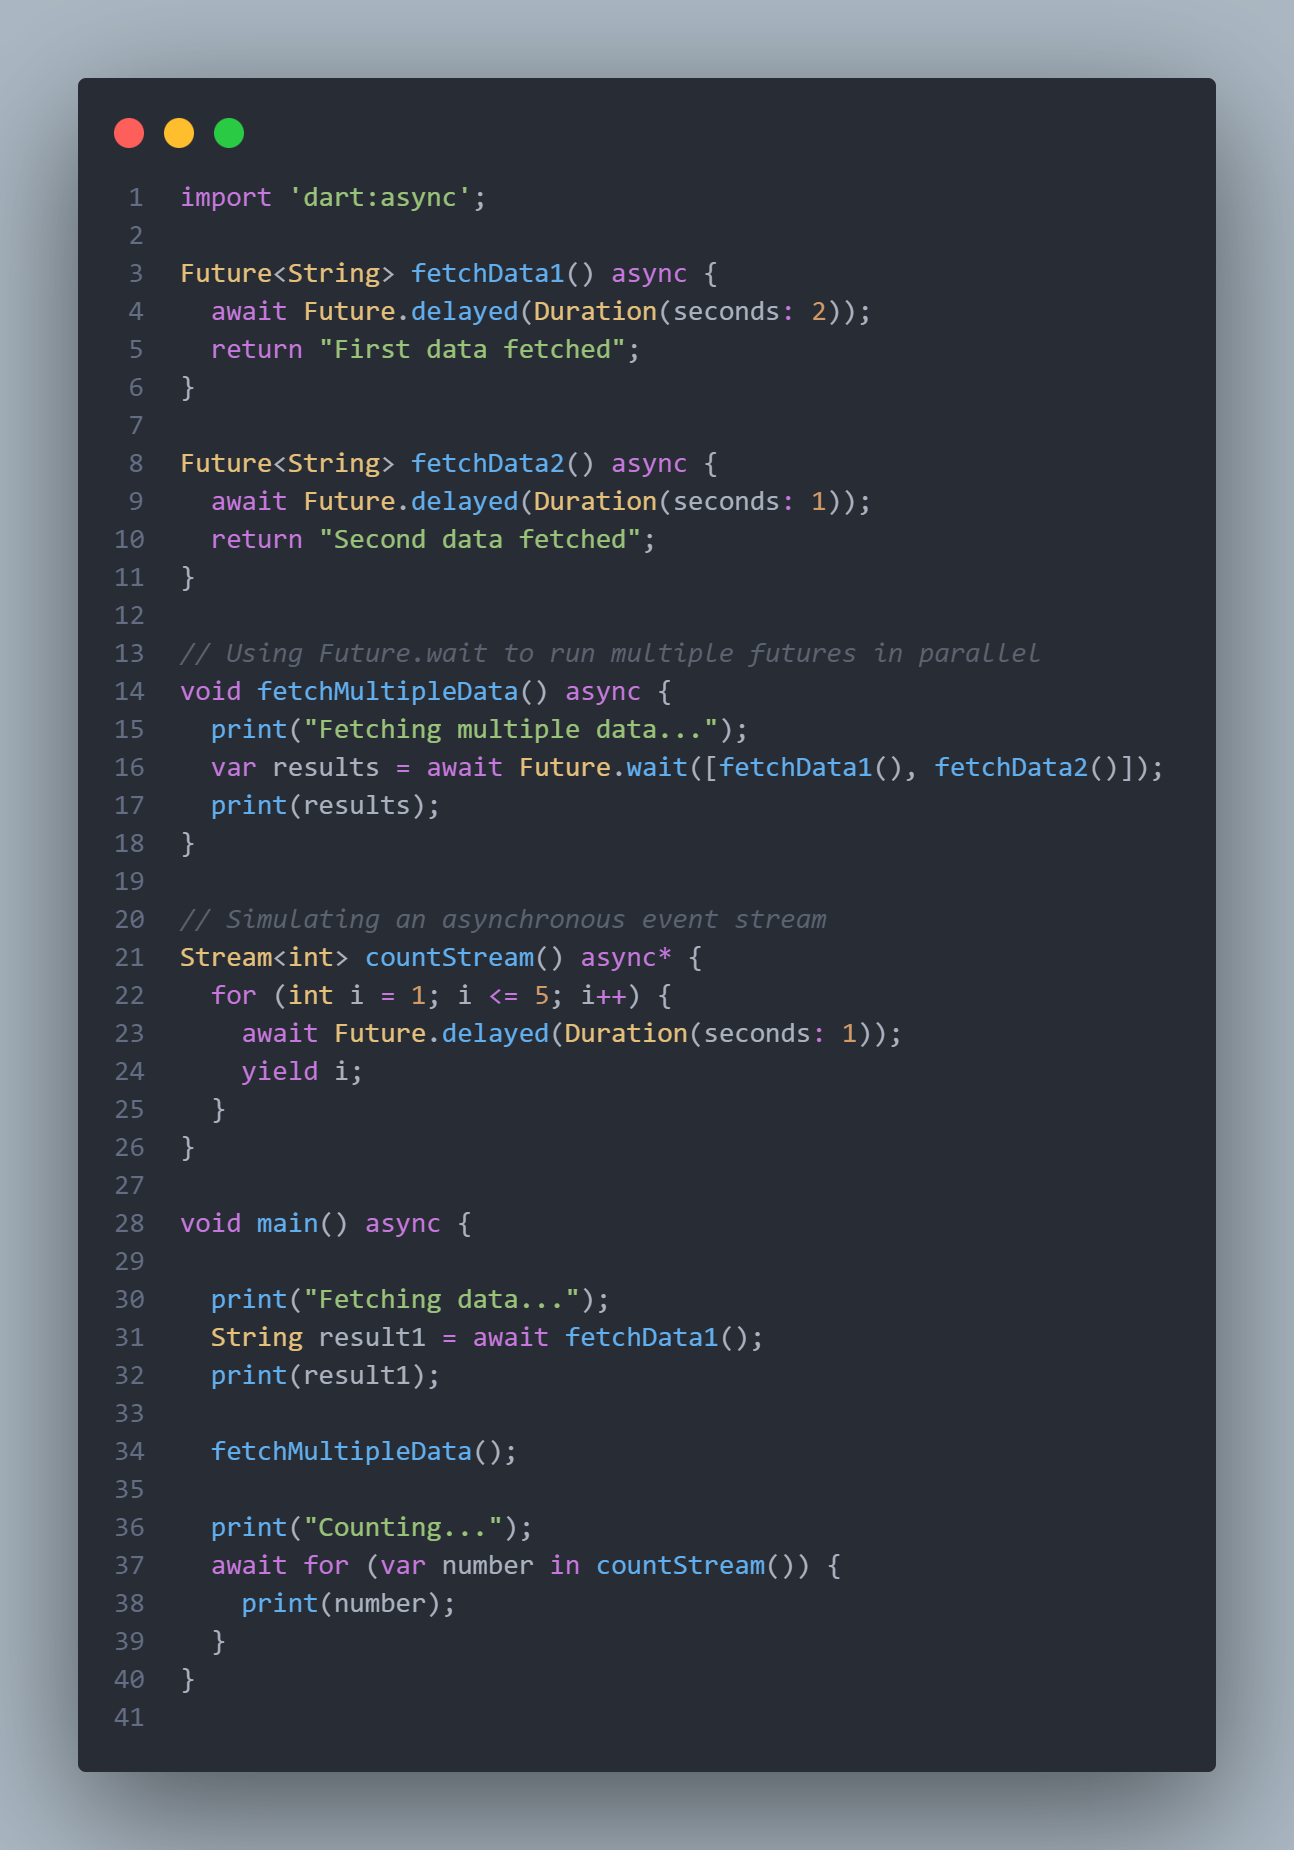 1 import 'dart:async';
2
3 Future<String> fetchData1() async {
4   await Future.delayed(Duration(seconds: 2));
5   return "First data fetched";
6 }
7
8 Future<String> fetchData2() async {
9   await Future.delayed(Duration(seconds: 1));
10   return "Second data fetched";
11 }
12
13 // Using Future.wait to run multiple futures in parallel
14 void fetchMultipleData() async {
15   print("Fetching multiple data...");
16   var results = await Future.wait([fetchData1(), fetchData2()]);
17   print(results);
18 }
19
20 // Simulating an asynchronous event stream
21 Stream<int> countStream() async* {
22   for (int i = 1; i <= 5; i++) {
23     await Future.delayed(Duration(seconds: 1));
24     yield i;
25   }
26 }
27
28 void main() async {
29
30   print("Fetching data...");
31   String result1 = await fetchData1();
32   print(result1);
33
34   fetchMultipleData();
35
36   print("Counting...");
37   await for (var number in countStream()) {
38     print(number);
39   }
40 }
41